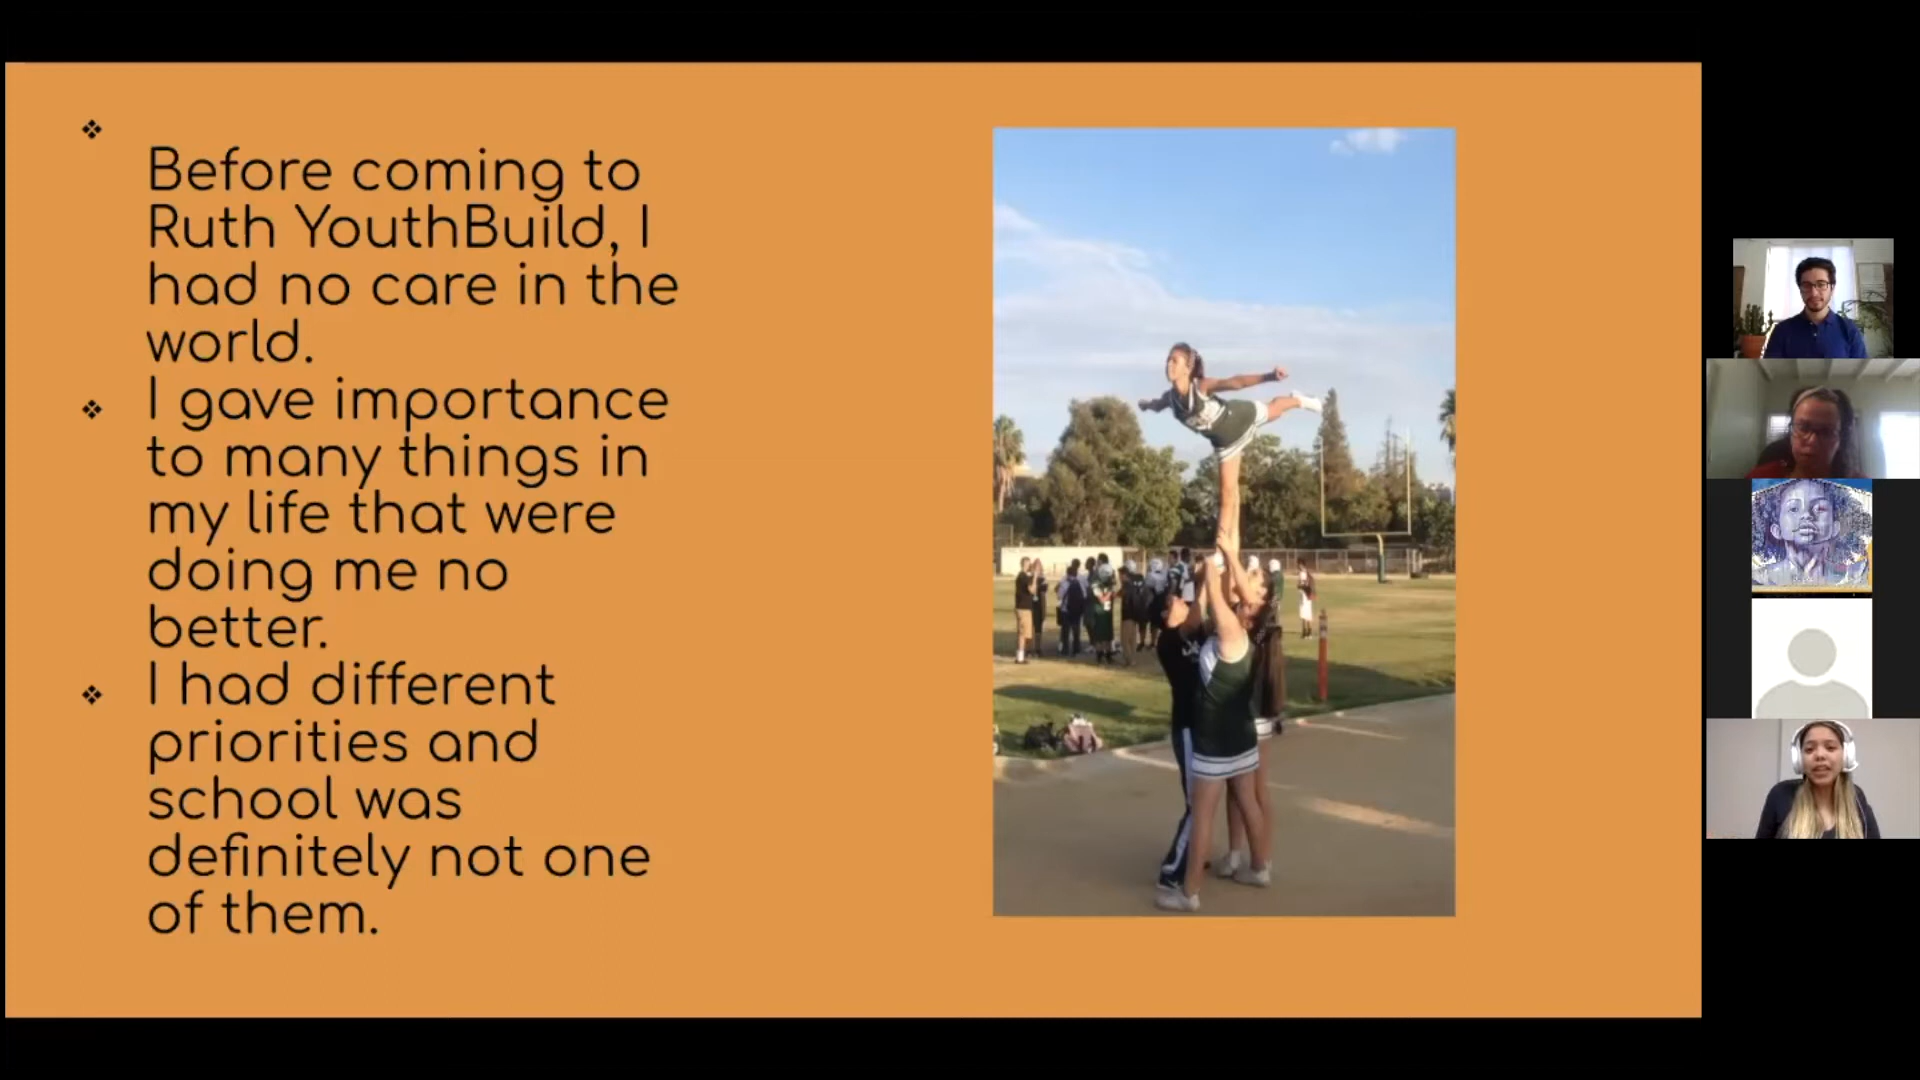 Before coming to
Ruth YouthBuild, I
had no care in the
world.
I gave importance
to many things in
my life that were
doing me no
better.
I had different
priorities and
school was
definitely not one
of them.